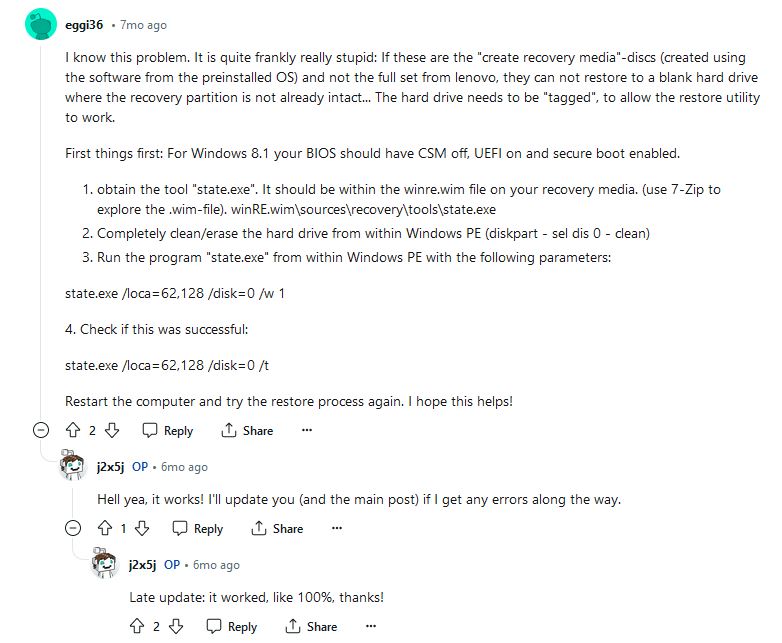 eggi36 • 7mo ago
I know this problem. It is quite frankly really stupid: If these are the "create recovery media"-discs (created using
the software from the preinstalled OS) and not the full set from lenovo, they can not restore to a blank hard drive
where the recovery partition is not already intact... The hard drive needs to be "tagged", to allow the restore utility
to work.
First things first: For Windows 8.1 your BIOS should have CSM off, UEFI on and secure boot enabled.
1. obtain the tool "state.exe". It should be within the winre.wim file on your recovery media. (use 7-Zip to
explore the .wim-file). winRE.wim\sources\recovery\tools\state.exe
2. Completely clean/erase the hard drive from within Windows PE (diskpart - sel dis 0 - clean)
3. Run the program "state.exe" from within Windows PE with the following parameters:
state.exe /loca=62,128 /disk=0 /w 1
4. Check if this was successful:
state.exe /loca=62,128 /disk=0 /t
Restart the computer and try the restore process again. I hope this helps!
2 Reply Share ...
j2x5j OP • 6mo ago
Hell yea, it works! I'll update you (and the main post) if I get any errors along the way.
1 Reply Share ...
j2x5j OP • 6mo ago
Late update: it worked, like 100%, thanks!
2 Reply Share ...